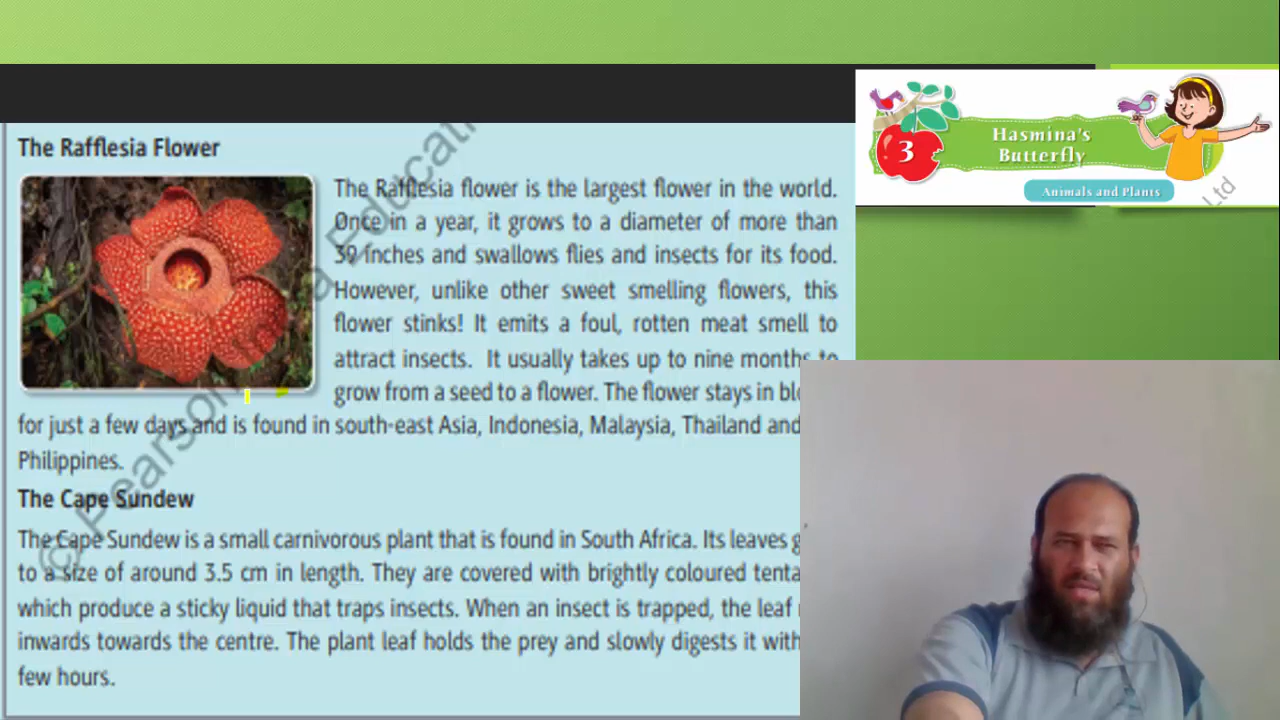 The Rafflesia Flower
The Rafflesia flower is the largest flower in the world.
Once in a year, it grows to a diameter of more than
39 inches and swallows flies and insects for its food.
However, unlike other sweet smelling flowers, this
flower stinks! It emits a foul, rotten meat smell to
attract insects. It usually takes up to nine months to
grow from a seed to a flower. The flower stays in
for just a few days and is found in south-east Asia, Indonesia, Malaysia, Thailand and
Philippines.
The Cape Sundew
The Cape Sundew is a small carnivorous plant that is found in South Africa. Its leaves
to a size of around 3.5 cm in length. They are covered with brightly coloured
which produce a sticky liquid that traps insects. When an insect is trapped, the leaf
inwards towards the centre. The plant leaf holds the prey and slowly digests it
few hours.
3
Hasmina's
Butterfly
Animals and Plants
© Pearson
Ltd